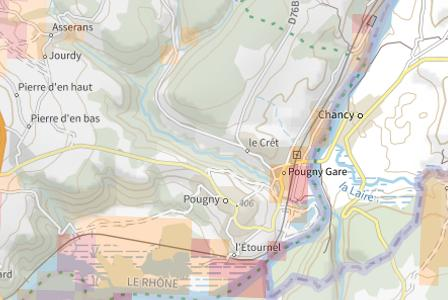 D76B
Asserans
Jourdy
Pierre d'en haut
Pierre d'en bas
Chancy
le Crêt
Pougny Gare
la Laire
Pougny
406
l'Etournel
ard
LE RHÔNE